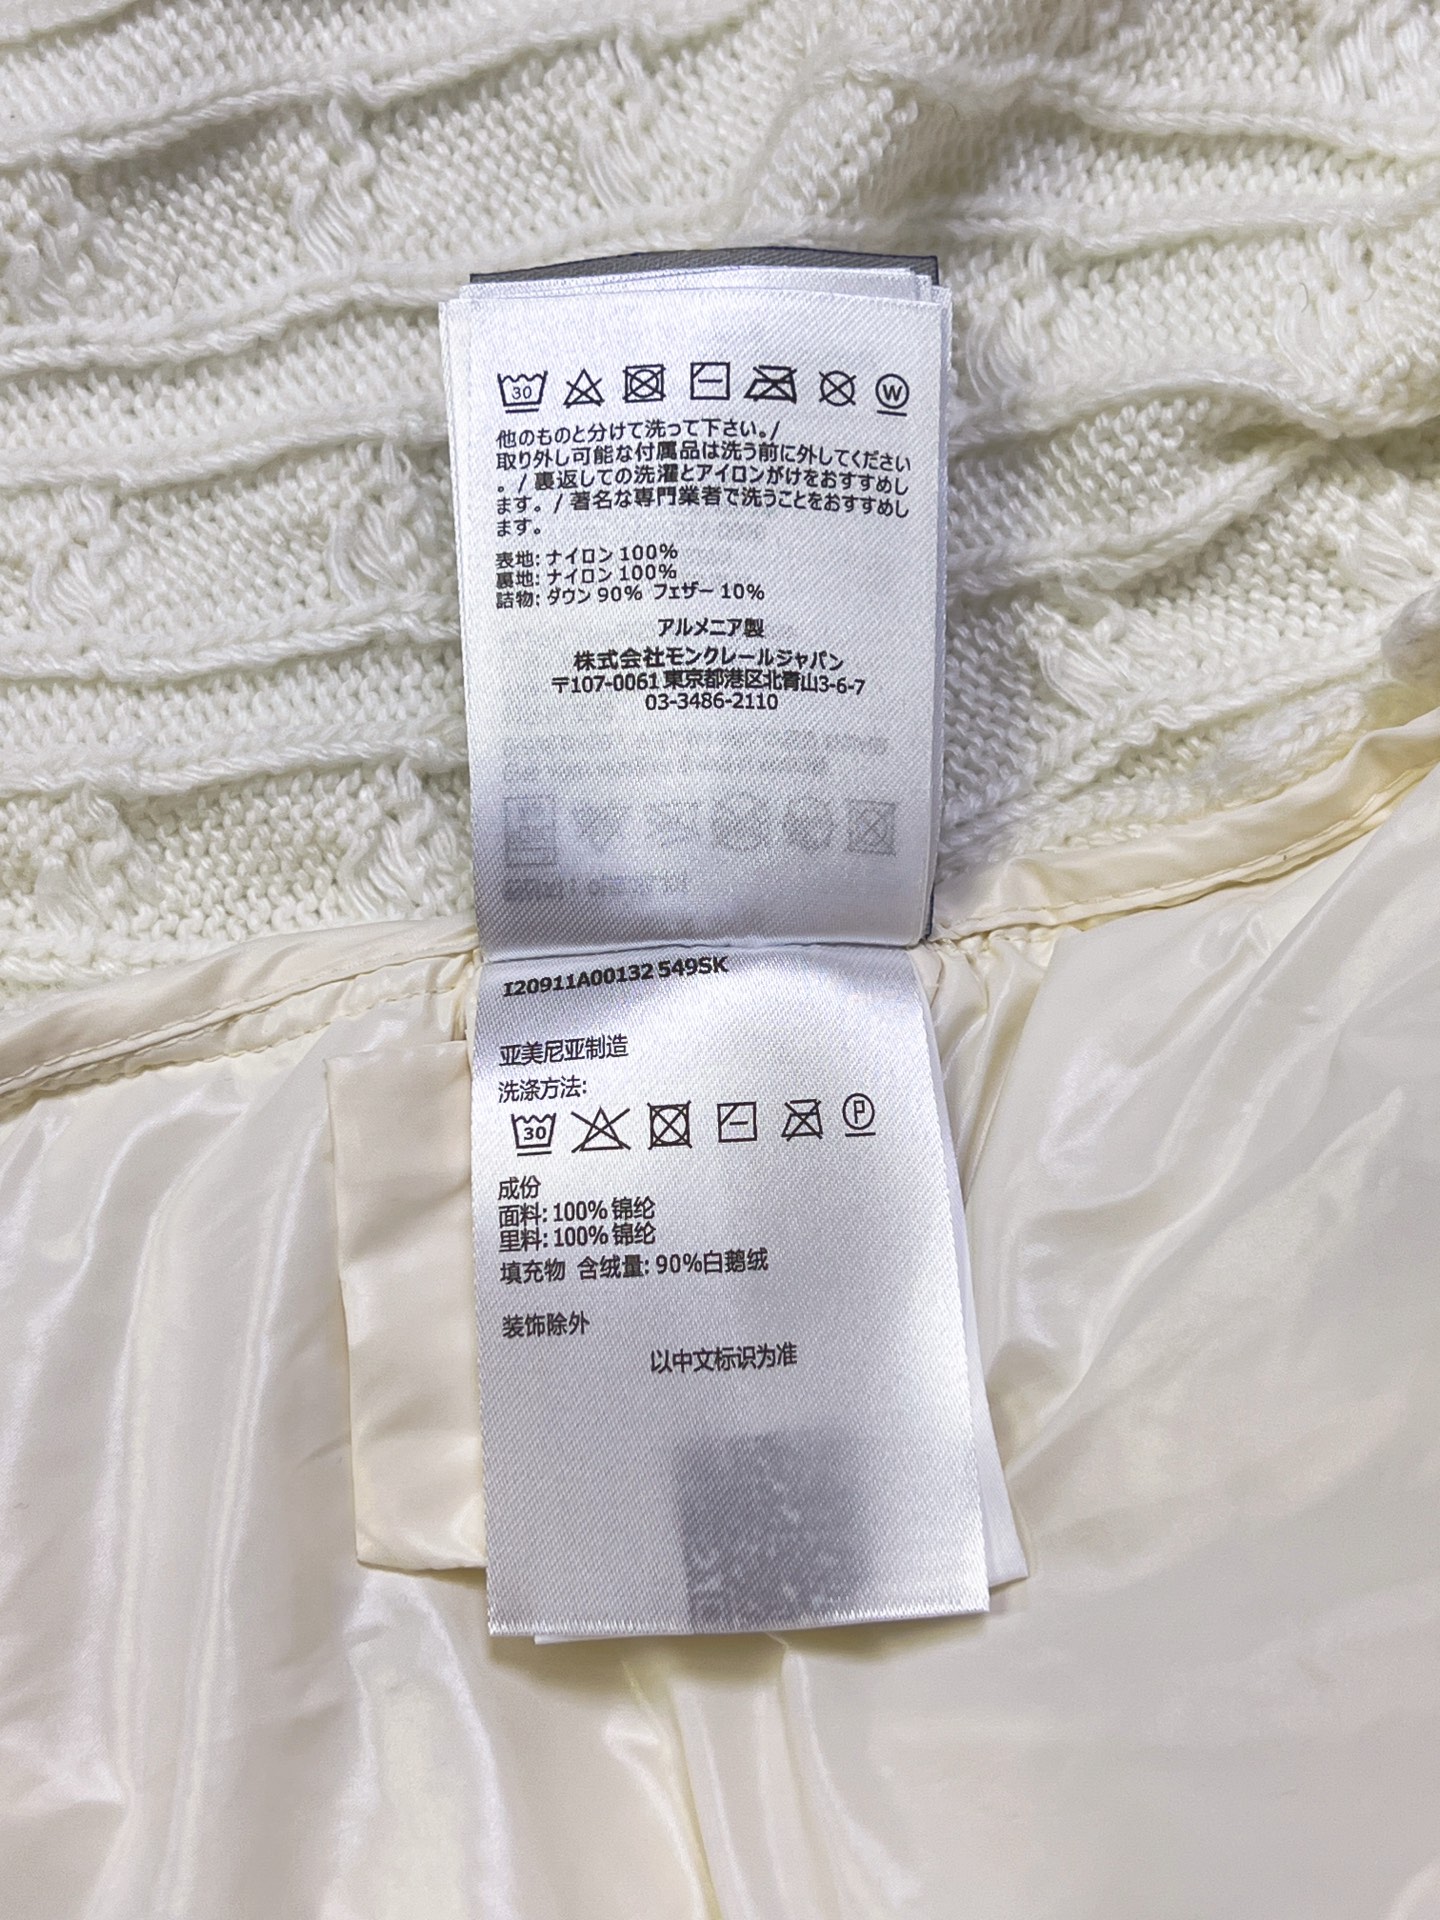 30
W
他のものと分けて洗って下さい。/
取り外し可能な付属品は洗う前に外してください
。/ 裏返しての洗濯とアイロンがけをおすすめし
ます。/ 著名な専門業者で洗うことをおすすめし
ます。
表地: ナイロン 100%
裏地: ナイロン 100%
詰物: ダウン 90% フェザー 10%
アルメニア製
株式会社モンクレールジャパン
〒107-0061 東京都港区北青山3-6-7
03-3486-2110
I20911A00132 549SK
亚美尼亚制造
洗涤方法:
30
P
成份
面料: 100% 锦纶
里料: 100% 锦纶
填充物 含绒量: 90%白鹅绒
装饰除外
以中文标识为准